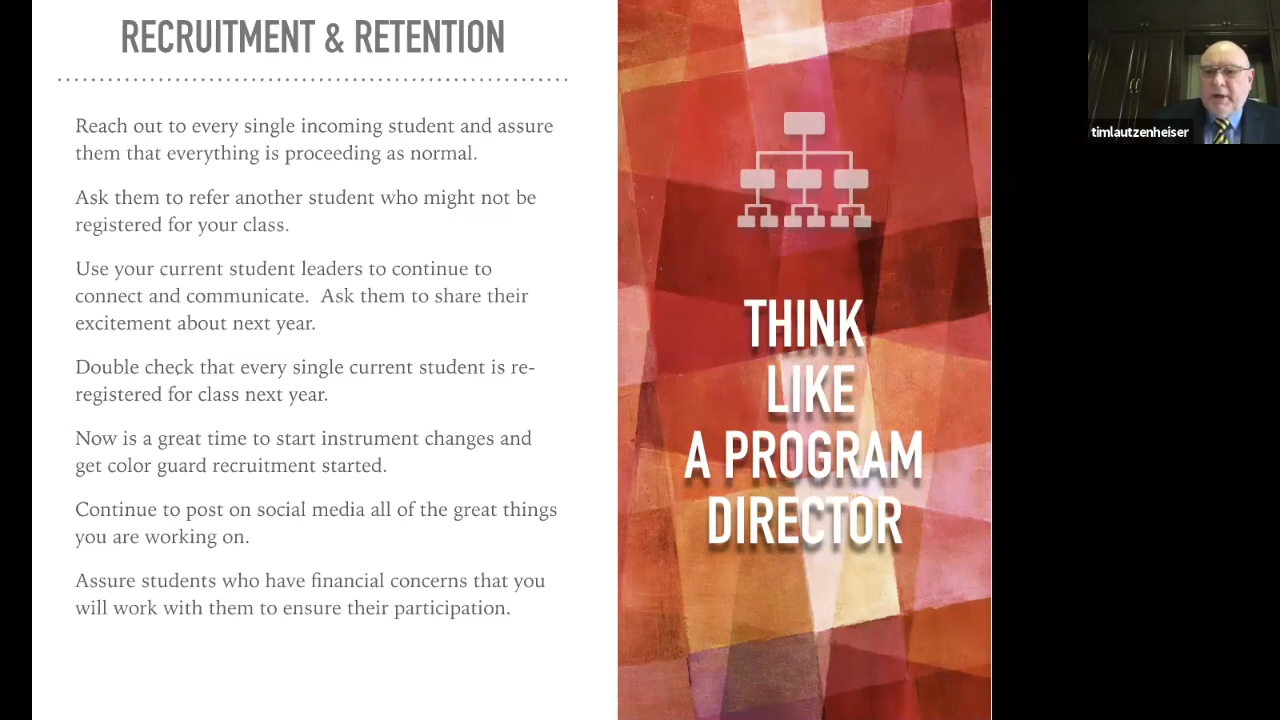 RECRUITMENT & RETENTION
Reach out to every single incoming student and assure
them that everything is proceeding as normal.
Ask them to refer another student who might not be
registered for your class.
Use your current student leaders to continue to
connect and communicate.  Ask them to share their
excitement about next year.
Double check that every single current student is re-
registered for class next year.
Now is a great time to start instrument changes and
get color guard recruitment started.
Continue to post on social media all of the great things
you are working on.
Assure students who have financial concerns that you
will work with them to ensure their participation.
THINK
LIKE
A PROGRAM
DIRECTOR
timlautzenheiser